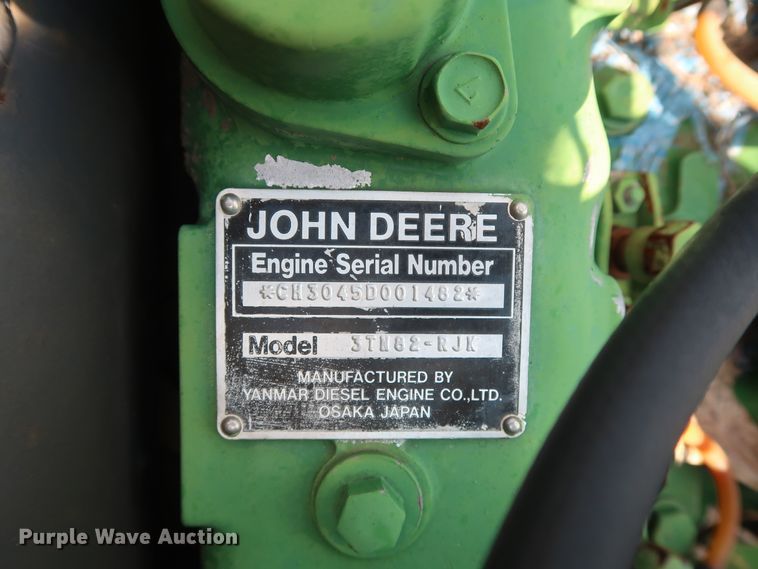 JOHN DEERE
Engine Serial Number
*CH3045D001482*
Model 3TN82-RJK
MANUFACTURED BY
YANMAR DIESEL ENGINE CO.,LTD.
OSAKA JAPAN
Purple Wave Auction